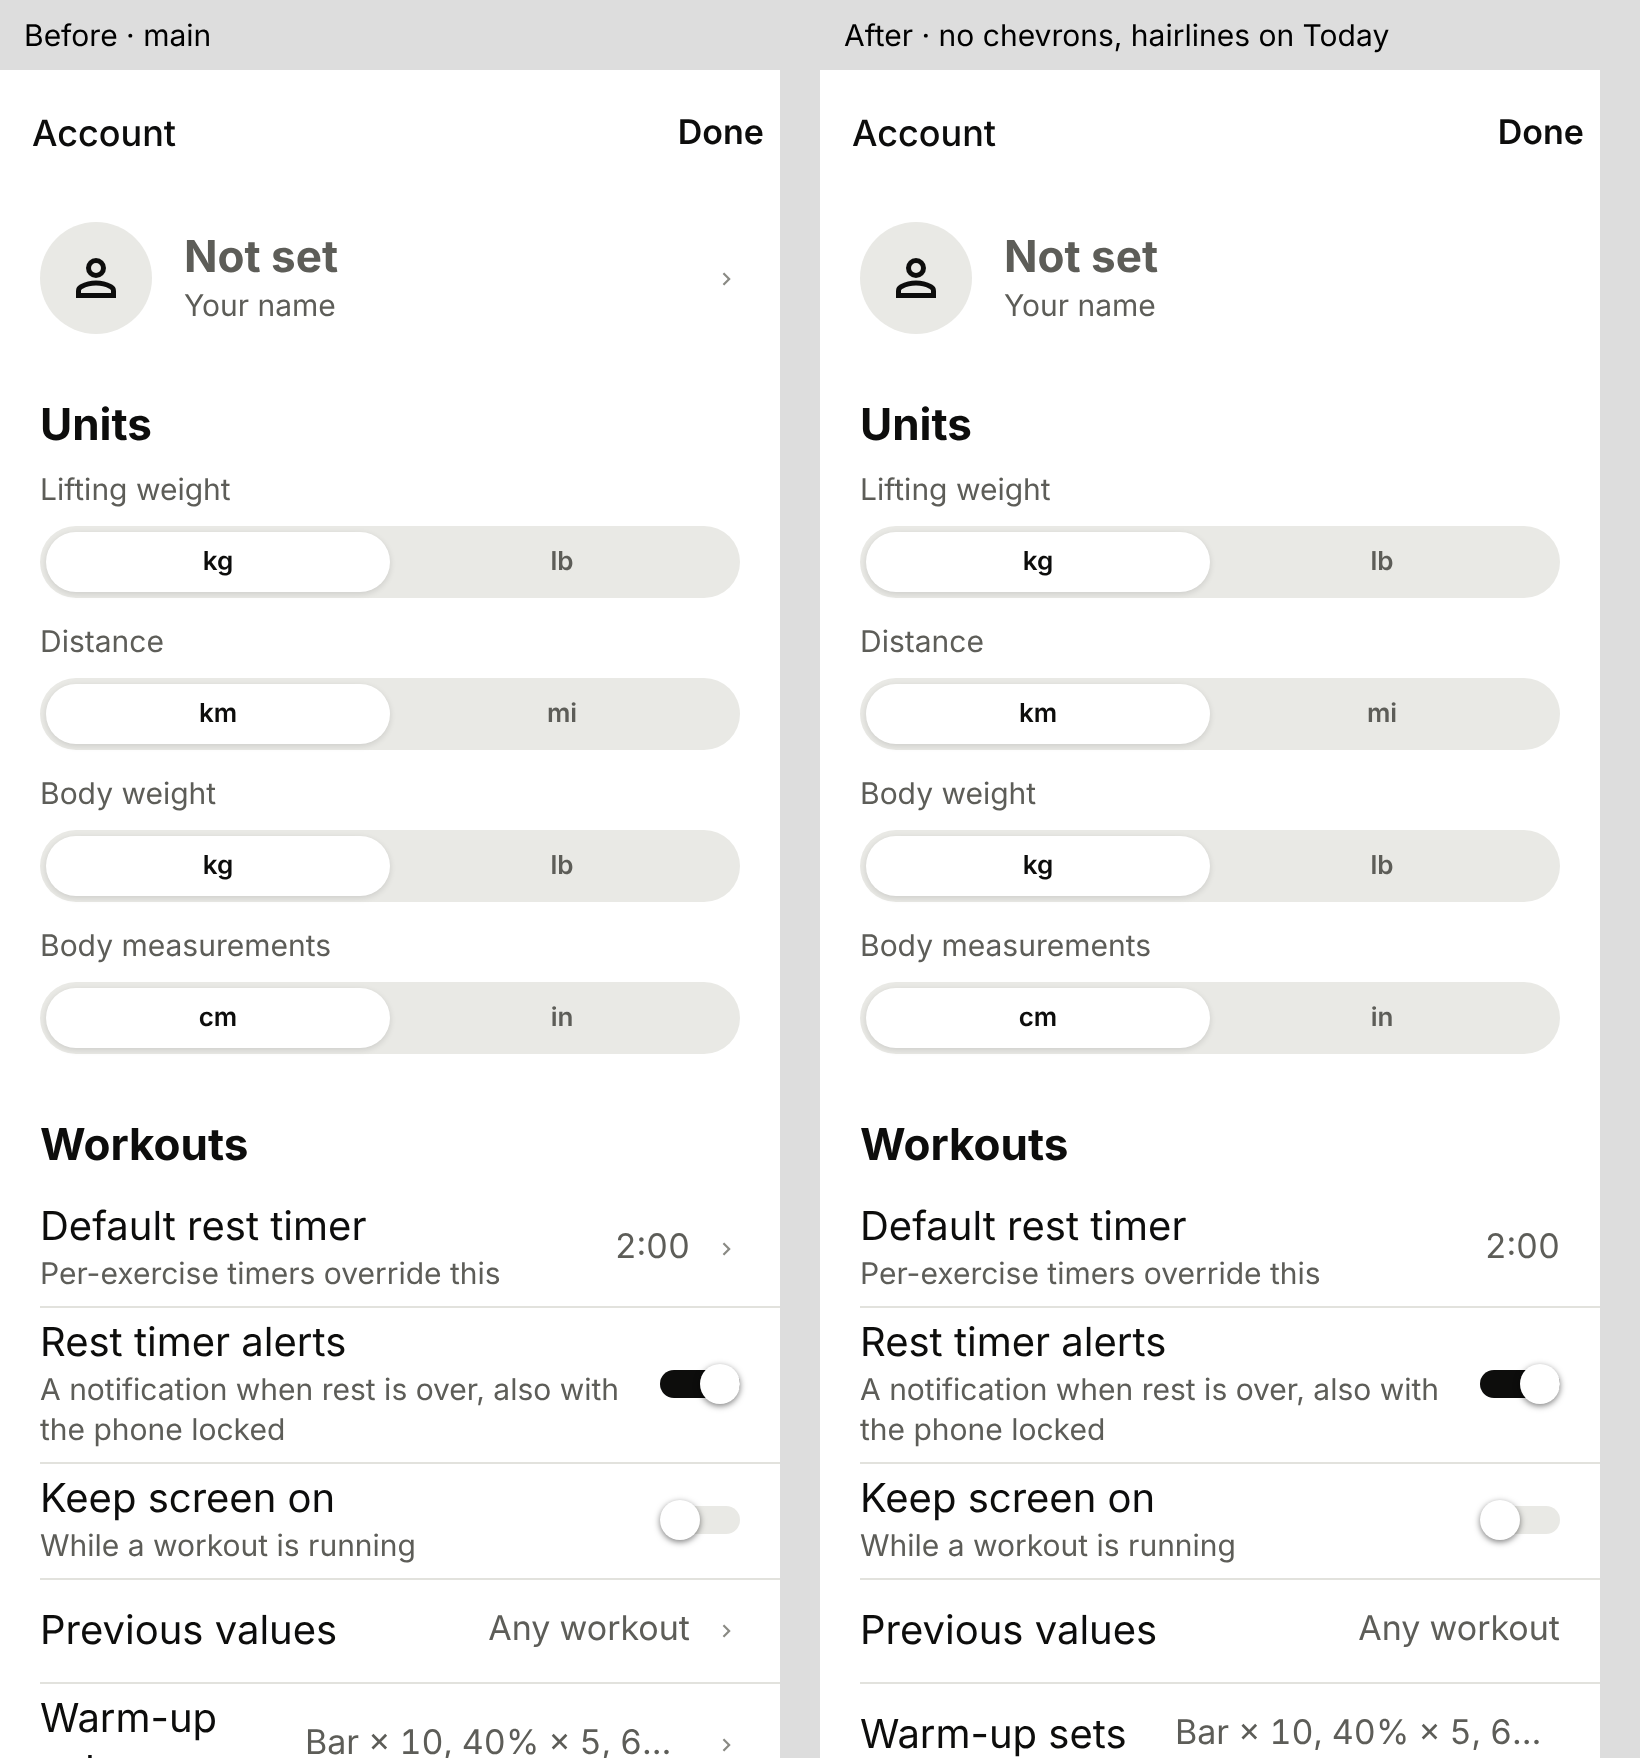 Before · main
Account
Done
Not set
Your name
Units
Lifting weight
kg
lb
Distance
km
mi
Body weight
kg
lb
Body measurements
cm
in
Workouts
Default rest timer
Per-exercise timers override this
2:00
Rest timer alerts
A notification when rest is over, also with
the phone locked
Keep screen on
While a workout is running
Previous values
Any workout
Warm-up
Bar × 10, 40% × 5, 6...
After · no chevrons, hairlines on Today
Account
Done
Not set
Your name
Units
Lifting weight
kg
lb
Distance
km
mi
Body weight
kg
lb
Body measurements
cm
in
Workouts
Default rest timer
Per-exercise timers override this
2:00
Rest timer alerts
A notification when rest is over, also with
the phone locked
Keep screen on
While a workout is running
Previous values
Any workout
Warm-up sets
Bar × 10, 40% × 5, 6...